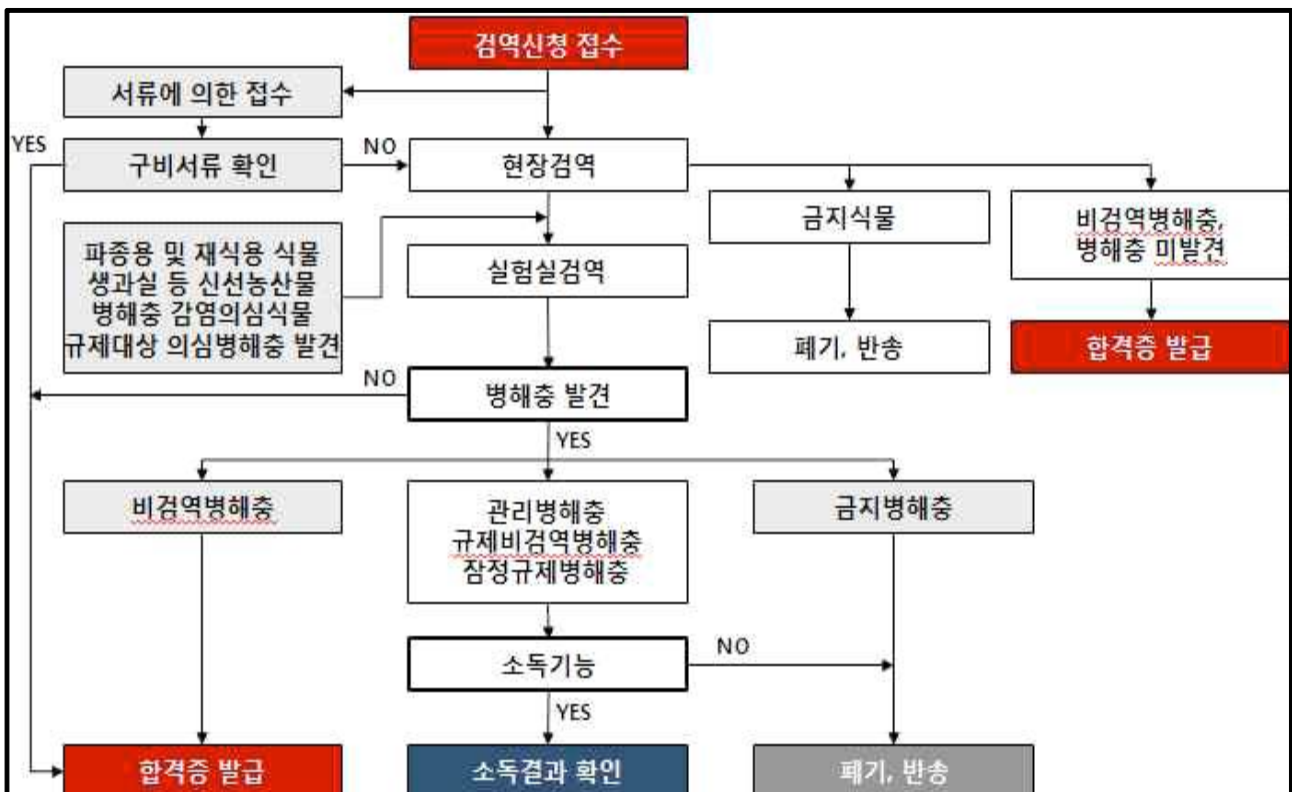 검역신청 접수
서류에 의한 접수
YES
구비서류 확인
NO
현장검역
금지식물
비검역병해충,
병해충 미발견
파종용 및 재식용 식물
생과실 등 신선농산물
병해충 감염의심식물
규제대상 의심병해충 발견
실험실검역
폐기, 반송
합격증 발급
NO
병해충 발견
YES
비검역병해충
관리병해충
규제비검역병해충
잠정규제병해충
금지병해충
소독기능
NO
YES
합격증 발급
소독결과 확인
폐기, 반송